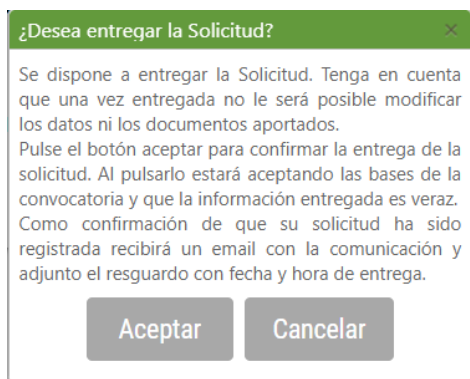 ¿Desea entregar la Solicitud? ×
Se dispone a entregar la Solicitud. Tenga en cuenta
que una vez entregada no le será posible modificar
los datos ni los documentos aportados.
Pulse el botón aceptar para confirmar la entrega de la
solicitud. Al pulsarlo estará aceptando las bases de la
convocatoria y que la información entregada es veraz.
Como confirmación de que su solicitud ha sido
registrada recibirá un email con la comunicación y
adjunto el resguardo con fecha y hora de entrega.
Aceptar Cancelar